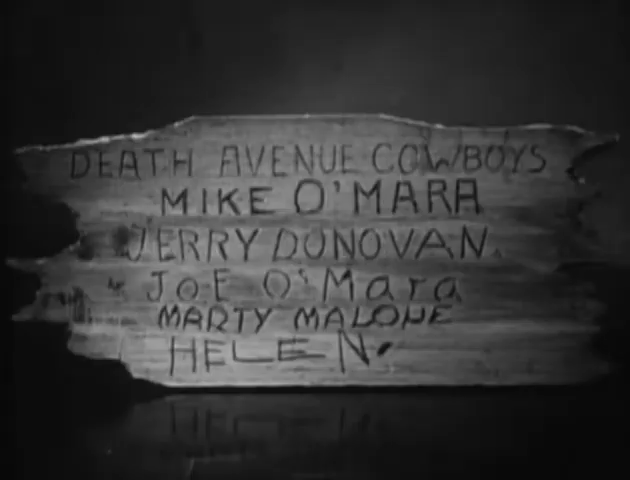 DEATH AVENUE COWBOYS
MIKE O'MARA
JERRY DONOVAN.
JOE O'Mara
MARTY MALONE
HELEN.